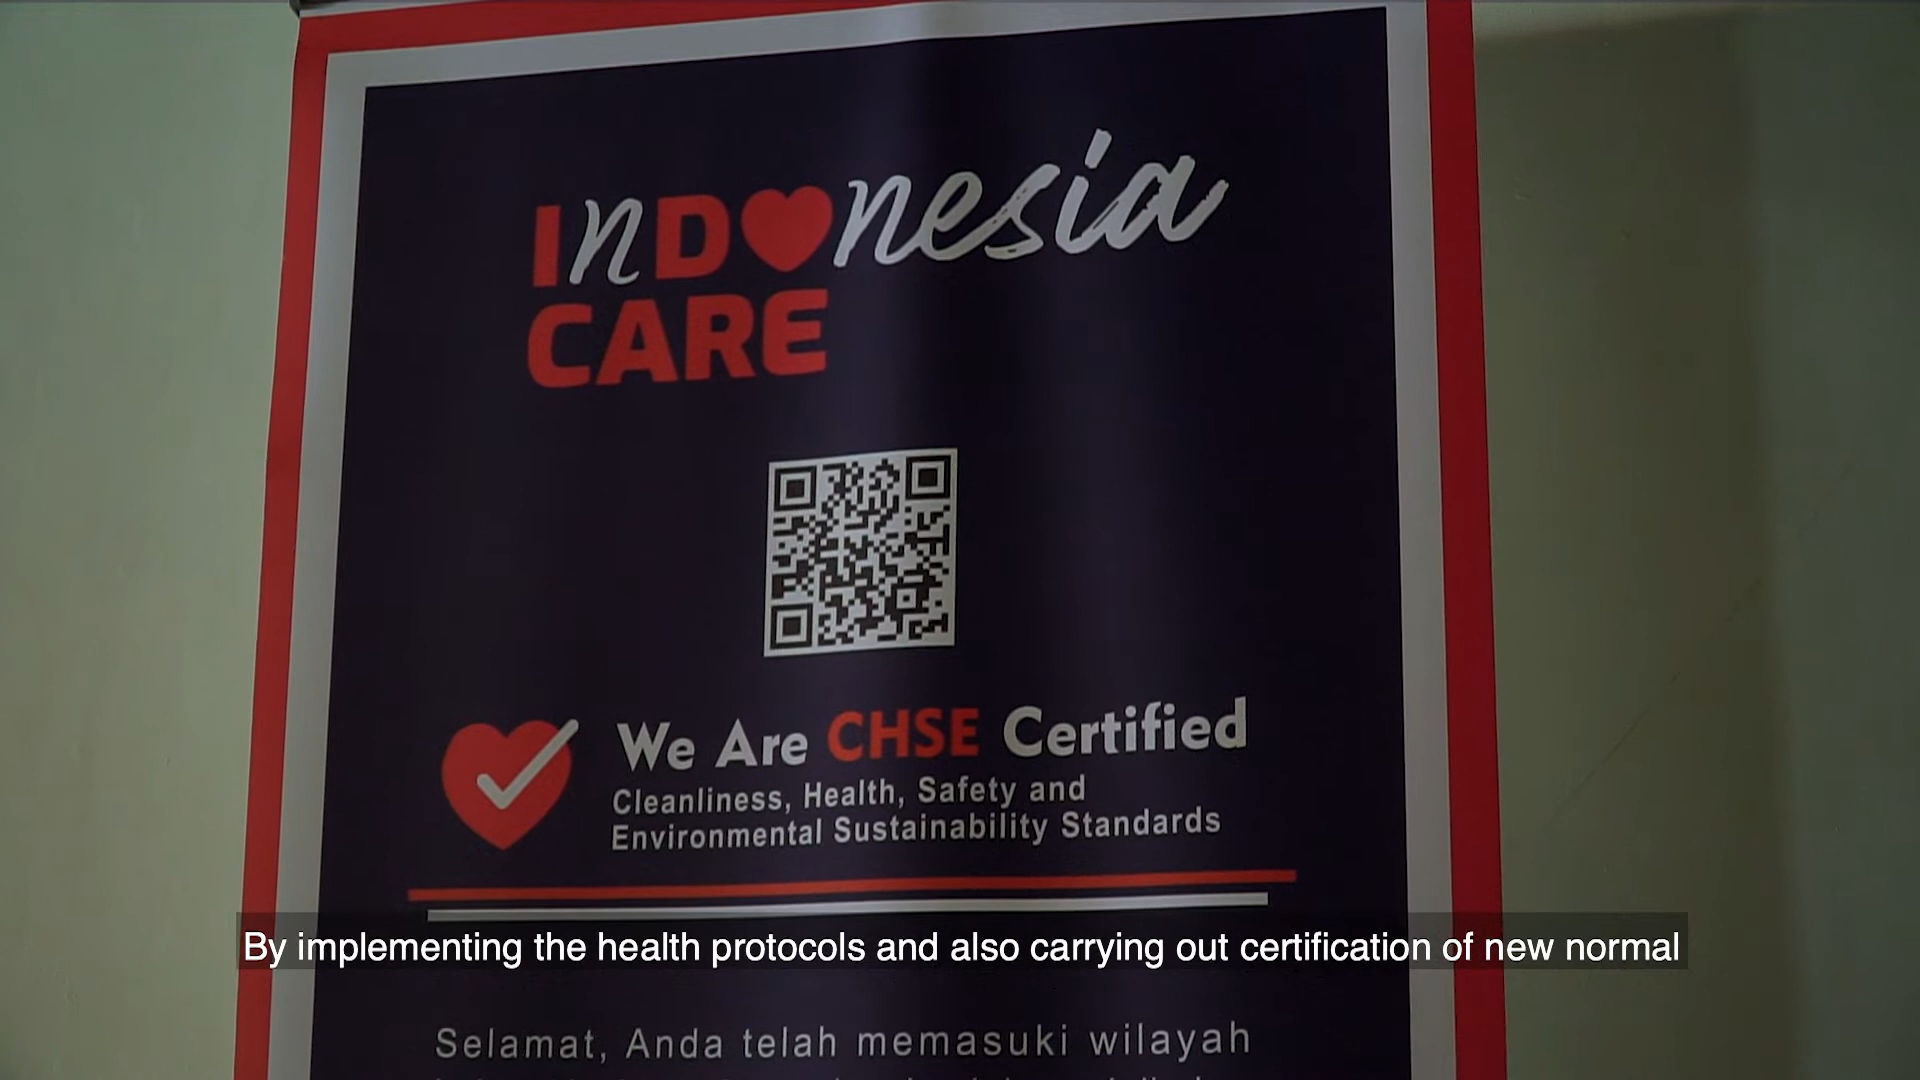 INDONesia
CARE
We Are CHSE Certified
Cleanliness, Health, Safety and
Environmental Sustainability Standards
By implementing the health protocols and also carrying out certification of new normal
Selamat, Anda telah memasuki wilayah